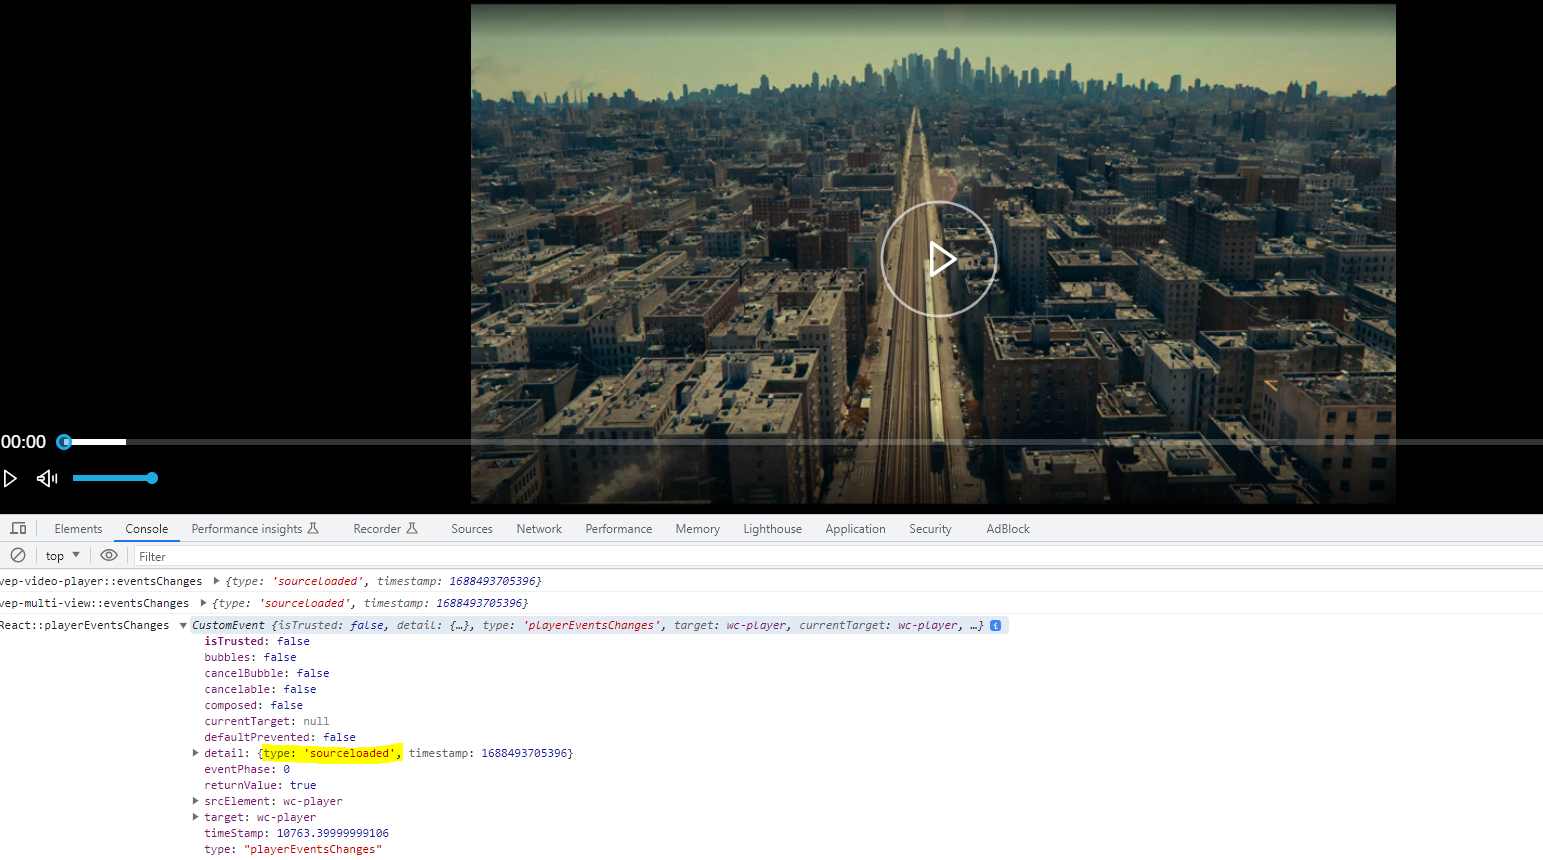 00:00
Elements Console Performance insights Recorder Sources Network Performance Memory Lighthouse Application Security AdBlock
top Filter
vep-video-player::eventsChanges {type: 'sourceloaded', timestamp: 1688493705396}
vep-multi-view::eventsChanges {type: 'sourceloaded', timestamp: 1688493705396}
React::playerEventsChanges CustomEvent {isTrusted: false, detail: {…}, type: 'playerEventsChanges', target: wc-player, currentTarget: wc-player, …} i
isTrusted: false
bubbles: false
cancelBubble: false
cancelable: false
composed: false
currentTarget: null
defaultPrevented: false
detail: {type: 'sourceloaded', timestamp: 1688493705396}
eventPhase: 0
returnValue: true
srcElement: wc-player
target: wc-player
timeStamp: 10763.39999999106
type: "playerEventsChanges"